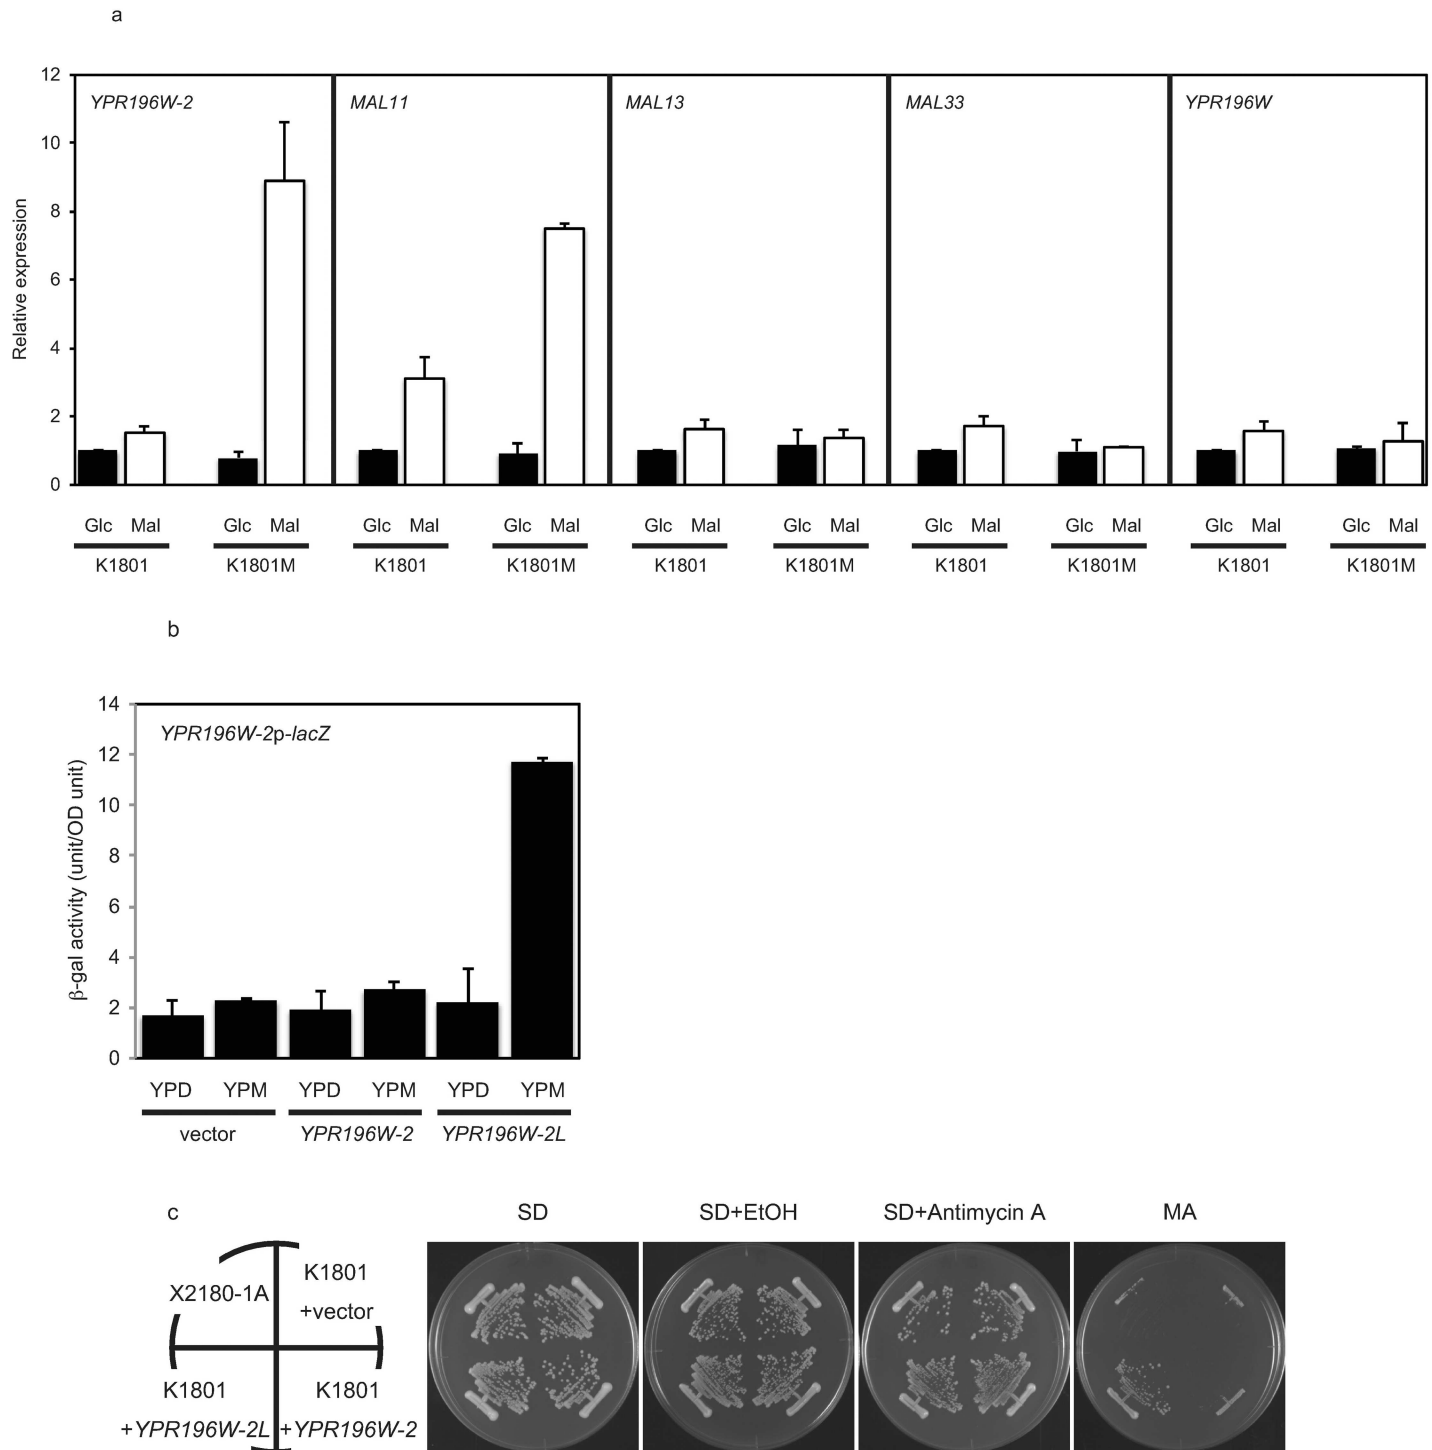 a
12
10
8
6
4
2
0
Relative expression
YPR196W-2 MAL11 MAL13 MAL33 YPR196W
Glc Mal Glc Mal Glc Mal Glc Mal Glc Mal Glc Mal Glc Mal Glc Mal Glc Mal Glc Mal
K1801 K1801M K1801 K1801M K1801 K1801M K1801 K1801M K1801 K1801M
b
14
12
10
8
6
4
2
0
β-gal activity (unit/OD unit)
YPR196W-2p-lacZ
YPD YPM YPD YPM YPD YPM
vector YPR196W-2 YPR196W-2L
c
SD SD+EtOH SD+Antimycin A MA
X2180-1A
K1801
+vector
K1801
+YPR196W-2L
K1801
+YPR196W-2